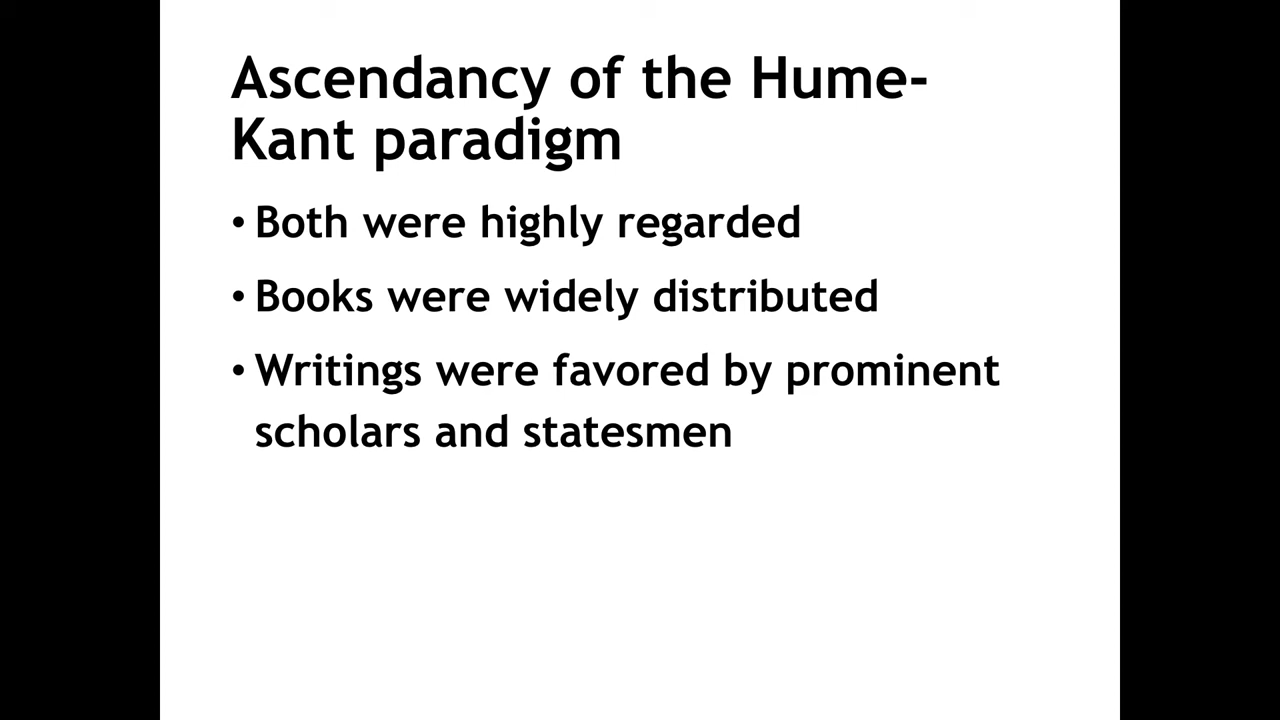 Ascendancy of the Hume-
Kant paradigm
• Both were highly regarded
• Books were widely distributed
• Writings were favored by prominent
scholars and statesmen